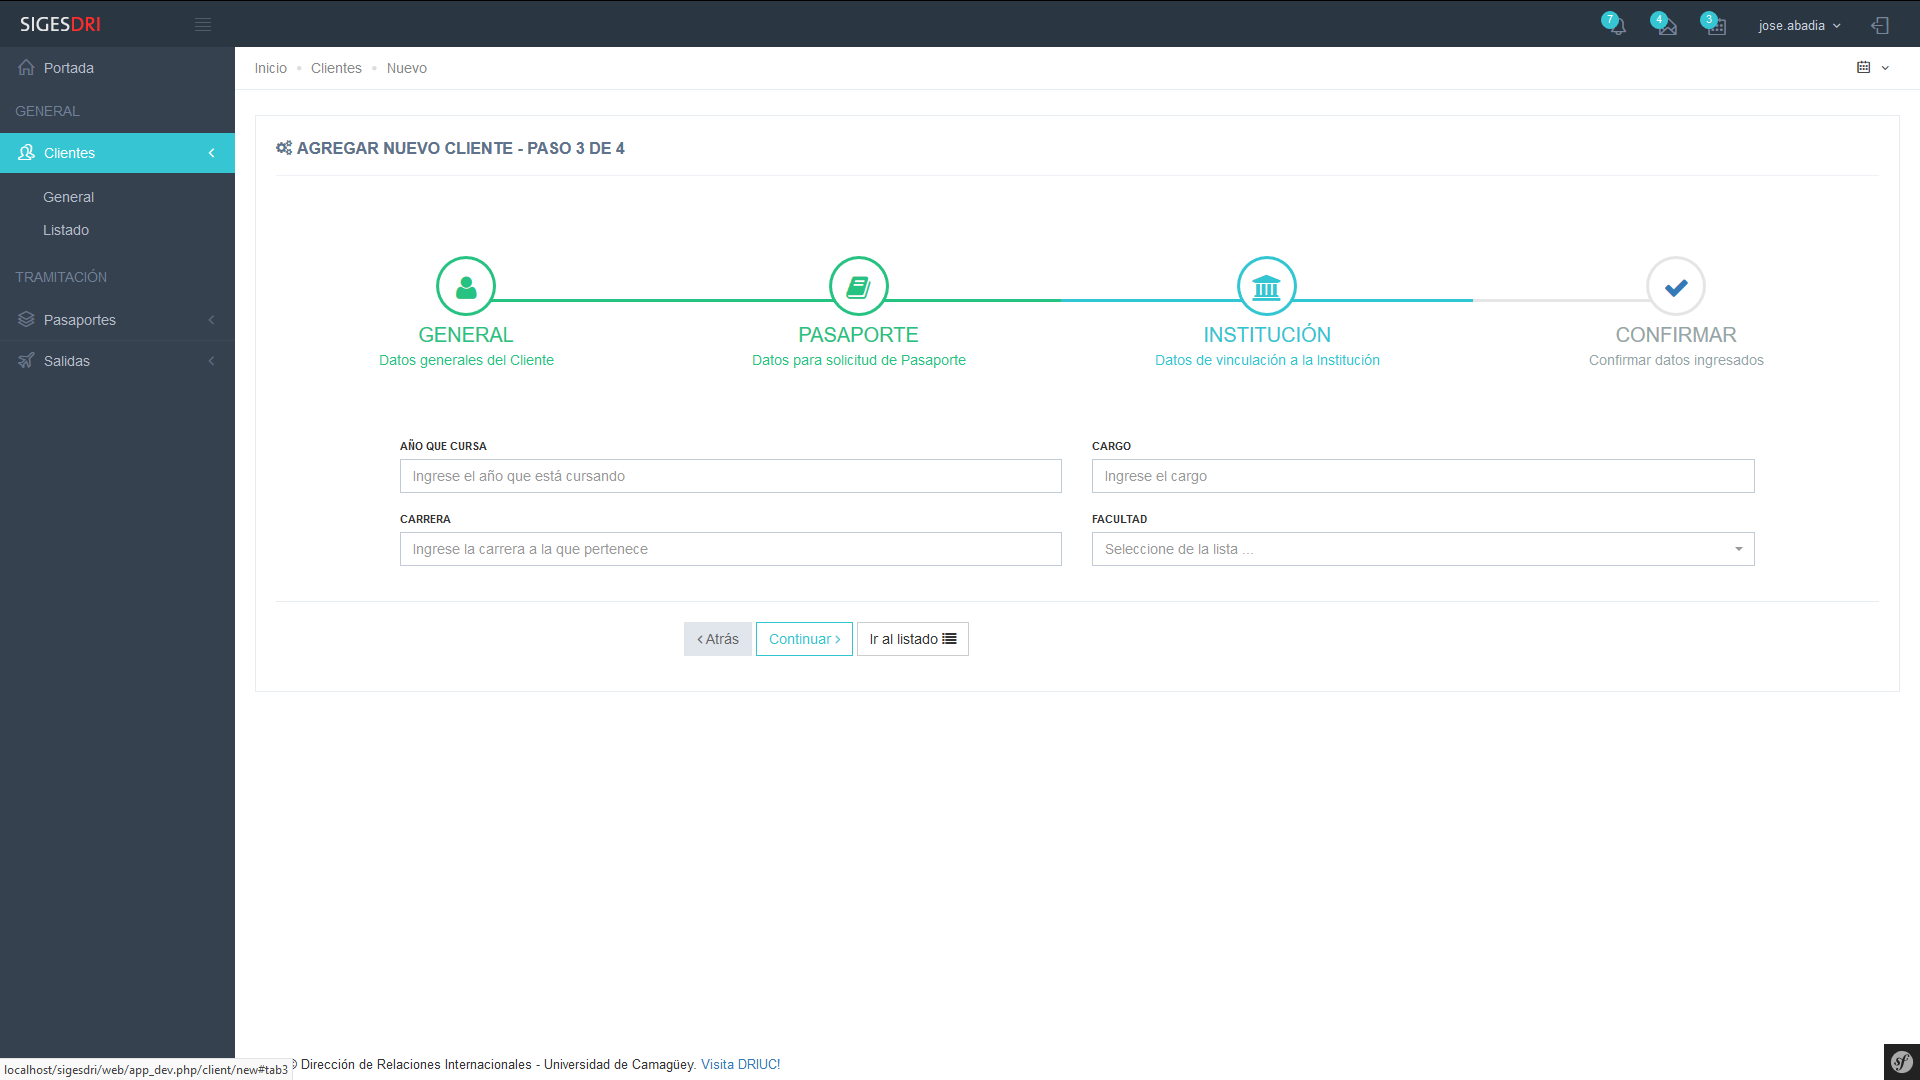 SIGESDRI
7
4
3
jose.abadia
Portada
GENERAL
Clientes
General
Listado
TRAMITACIÓN
Pasaportes
Salidas
Inicio • Clientes • Nuevo
AGREGAR NUEVO CLIENTE - PASO 3 DE 4
GENERAL
Datos generales del Cliente
PASAPORTE
Datos para solicitud de Pasaporte
INSTITUCIÓN
Datos de vinculación a la Institución
CONFIRMAR
Confirmar datos ingresados
AÑO QUE CURSA
Ingrese el año que está cursando
CARGO
Ingrese el cargo
CARRERA
Ingrese la carrera a la que pertenece
FACULTAD
Seleccione de la lista ...
‹ Atrás
Continuar ›
Ir al listado
Dirección de Relaciones Internacionales - Universidad de Camagüey. Visita DRIUC!
localhost/sigesdri/web/app_dev.php/client/new#tab3
sf